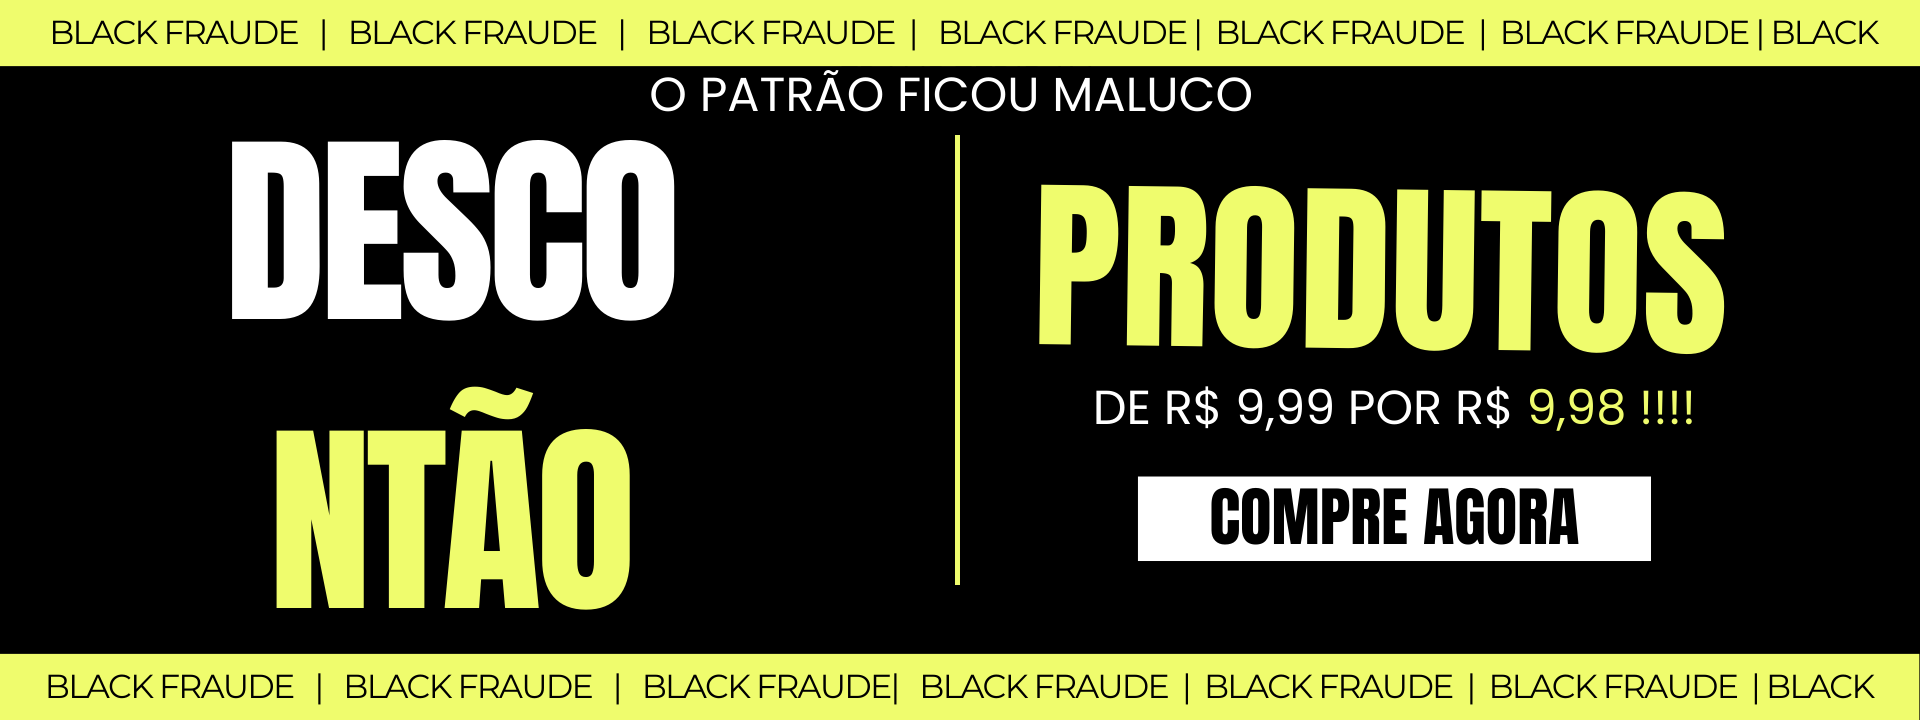 BLACK FRAUDE | BLACK FRAUDE | BLACK FRAUDE | BLACK FRAUDE | BLACK FRAUDE | BLACK FRAUDE | BLACK
O PATRÃO FICOU MALUCO
DESCO
NTÃO
PRODUTOS
DE R$ 9,99 POR R$ 9,98 !!!!
COMPRE AGORA
BLACK FRAUDE | BLACK FRAUDE | BLACK FRAUDE| BLACK FRAUDE | BLACK FRAUDE | BLACK FRAUDE | BLACK